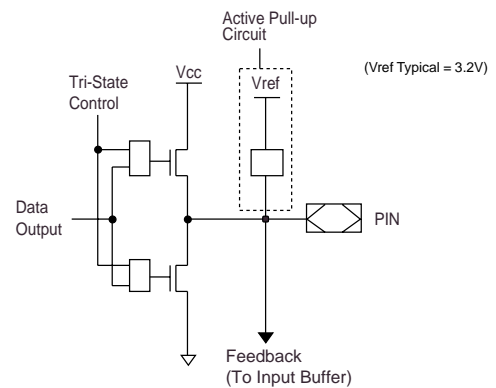 Active Pull-up
Circuit
Vcc
Vref
(Vref Typical = 3.2V)
Tri-State
Control
Data
Output
PIN
Feedback
(To Input Buffer)